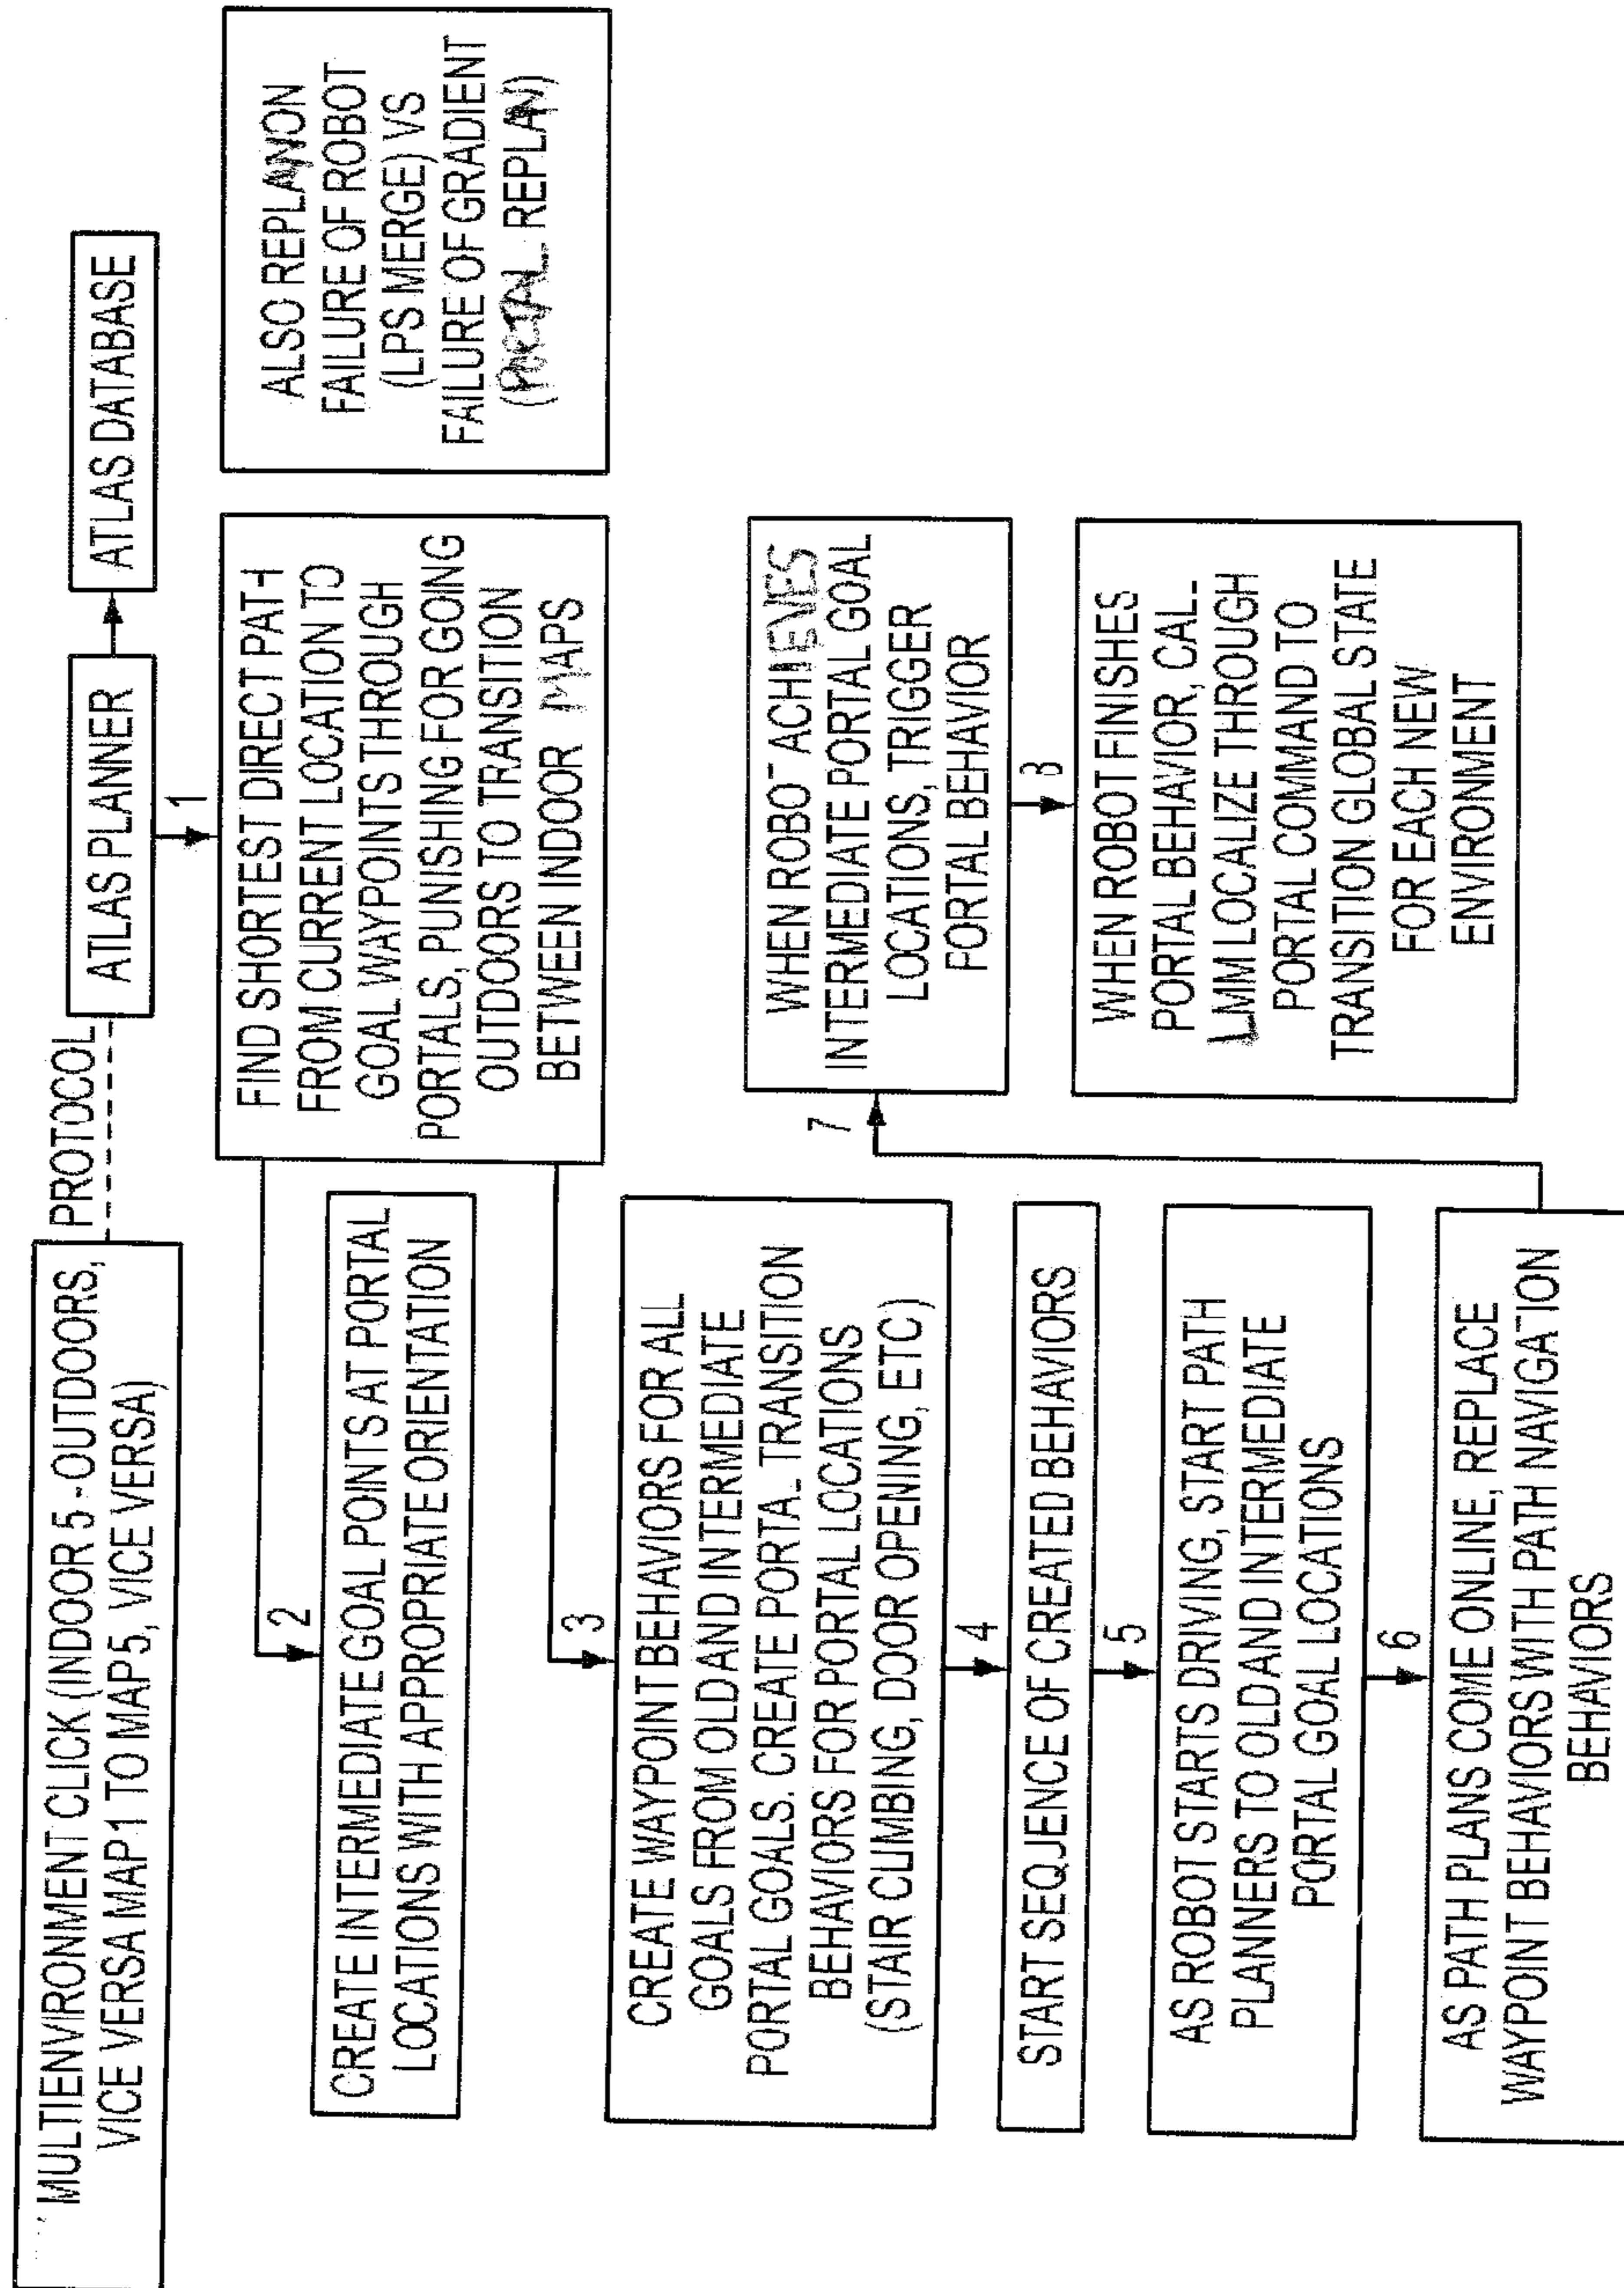 MULTIENVIRONMENT CLICK (INDOOR 5 - OUTDOORS,
VICE VERSA MAP1 TO MAP5, VICE VERSA)
PROTOCOL
ATLAS PLANNER
ATLAS DATABASE
1
FIND SHORTEST DIRECT PATH
FROM CURRENT LOCATION TO
GOAL WAYPOINTS THROUGH
PORTALS, PUNISHING FOR GOING
OUTDOORS TO TRANSITION
BETWEEN INDOOR MAPS
ALSO REPLAN ON
FAILURE OF ROBOT
(LPS MERGE) VS
FAILURE OF GRADIENT
(PORTAL REPLAN)
2
CREATE INTERMEDIATE GOAL POINTS AT PORTAL
LOCATIONS WITH APPROPRIATE ORIENTATION
3
CREATE WAYPOINT BEHAVIORS FOR ALL
GOALS FROM OLD AND INTERMEDIATE
PORTAL GOALS. CREATE PORTAL TRANSITION
BEHAVIORS FOR PORTAL LOCATIONS
(STAIR CLIMBING, DOOR OPENING, ETC)
4
START SEQUENCE OF CREATED BEHAVIORS
5
AS ROBOT STARTS DRIVING, START PATH
PLANNERS TO OLD AND INTERMEDIATE
PORTAL GOAL LOCATIONS
6
AS PATH PLANS COME ONLINE, REPLACE
WAYPOINT BEHAVIORS WITH PATH NAVIGATION
BEHAVIORS
7
WHEN ROBOT ACHIEVES
INTERMEDIATE PORTAL GOAL
LOCATIONS, TRIGGER
PORTAL BEHAVIOR
8
WHEN ROBOT FINISHES
PORTAL BEHAVIOR, CALL
LMM LOCALIZE THROUGH
PORTAL COMMAND TO
TRANSITION GLOBAL STATE
FOR EACH NEW
ENVIRONMENT